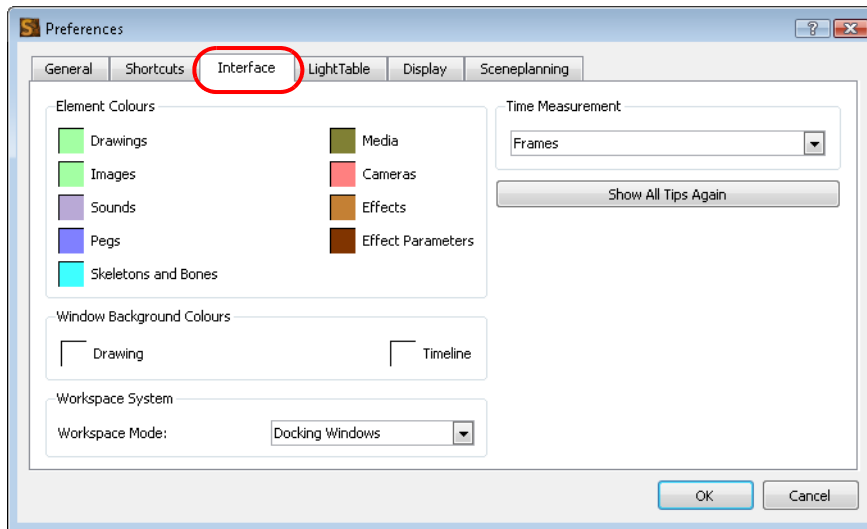 Preferences
General Shortcuts Interface LightTable Display Sceneplanning
Element Colours
Drawings Media
Images Cameras
Sounds Effects
Pegs Effect Parameters
Skeletons and Bones
Window Background Colours
Drawing Timeline
Workspace System
Workspace Mode: Docking Windows
Time Measurement
Frames
Show All Tips Again
OK Cancel